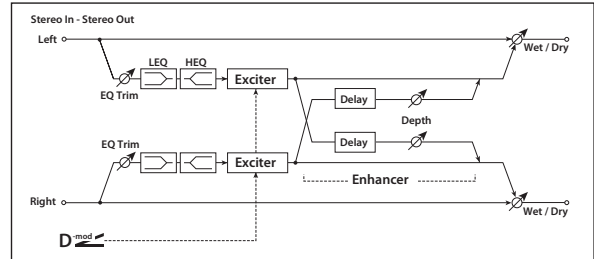 Stereo In - Stereo Out
Left
Wet / Dry
LEQ HEQ
EQ Trim
Exciter
Delay
Depth
EQ Trim
Delay
Exciter
Enhancer
Right
Wet / Dry
D-mod